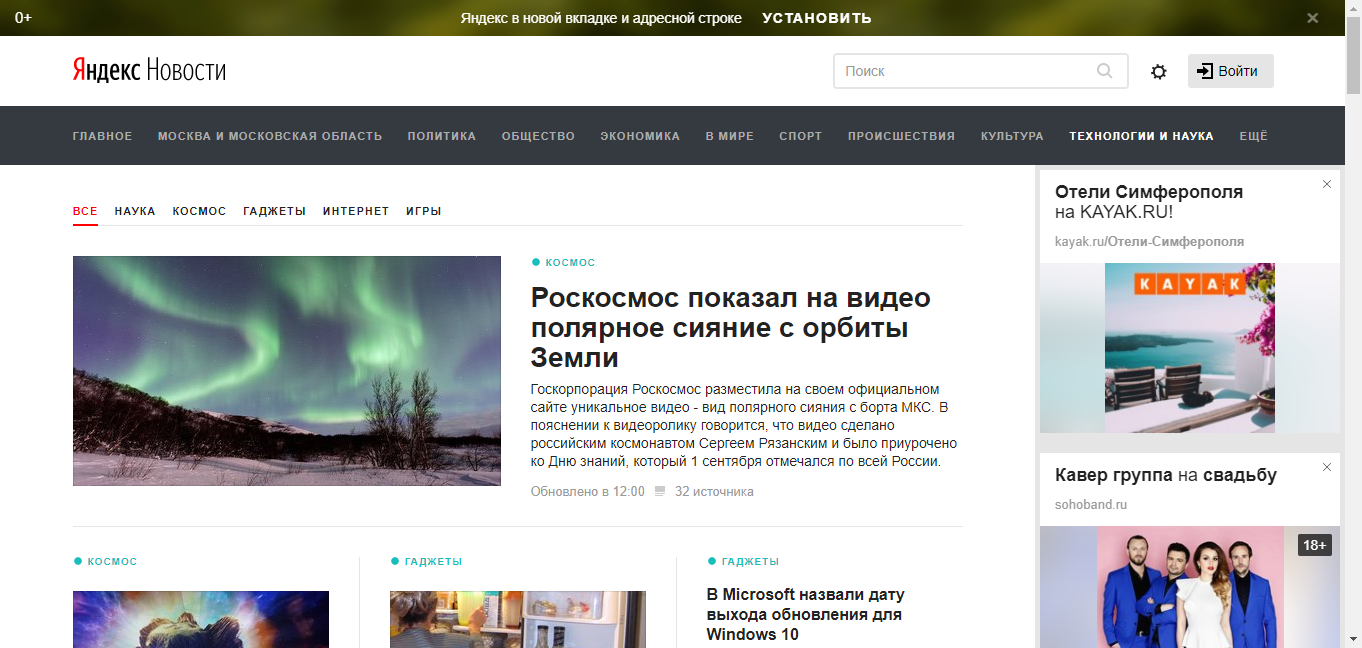 0+
Яндекс в новой вкладке и адресной строке УСТАНОВИТЬ
Яндекс Новости
Поиск
Войти
ГЛАВНОЕ МОСКВА И МОСКОВСКАЯ ОБЛАСТЬ ПОЛИТИКА ОБЩЕСТВО ЭКОНОМИКА В МИРЕ СПОРТ ПРОИСШЕСТВИЯ КУЛЬТУРА ТЕХНОЛОГИИ И НАУКА ЕЩЁ
ВСЕ НАУКА КОСМОС ГАДЖЕТЫ ИНТЕРНЕТ ИГРЫ
КОСМОС
Роскосмос показал на видео
полярное сияние с орбиты
Земли
Госкорпорация Роскосмос разместила на своем официальном
сайте уникальное видео - вид полярного сияния с борта МКС. В
пояснении к видеоролику говорится, что видео сделано
российским космонавтом Сергеем Рязанским и было приурочено
ко Дню знаний, который 1 сентября отмечался по всей России.
Обновлено в 12:00 32 источника
КОСМОС
ГАДЖЕТЫ
ГАДЖЕТЫ
В Microsoft назвали дату
выхода обновления для
Windows 10
Отели Симферополя
на KAYAK.RU!
kayak.ru/Отели-Симферополя
KAYAK
Кавер группа на свадьбу
sohoband.ru
18+